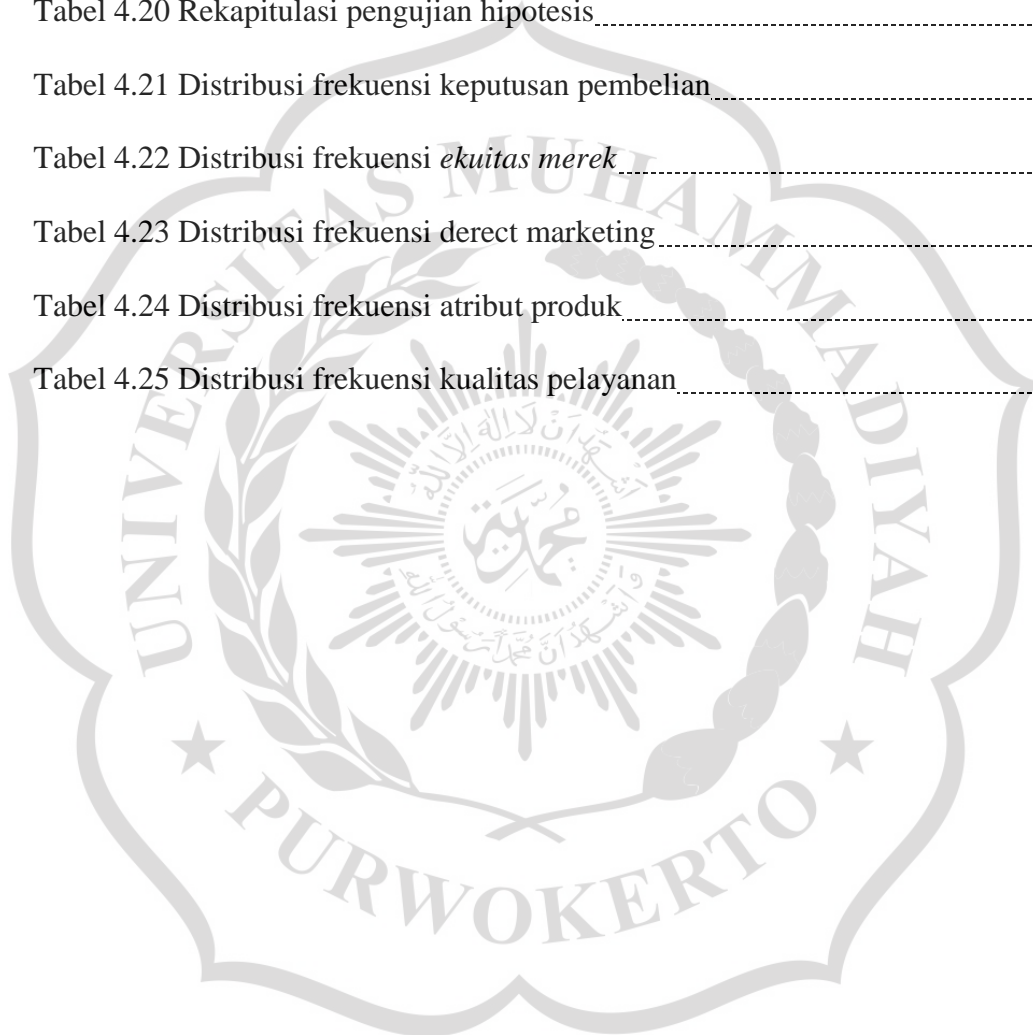 Tabel 4.20 Rekapitulasi pengujian hipotesis
Tabel 4.21 Distribusi frekuensi keputusan pembelian
Tabel 4.22 Distribusi frekuensi ekuitas merek
Tabel 4.23 Distribusi frekuensi derect marketing
Tabel 4.24 Distribusi frekuensi atribut produk
Tabel 4.25 Distribusi frekuensi kualitas pelayanan
UNIVERSITAS MUHAMMADIYAH
PURWOKERTO